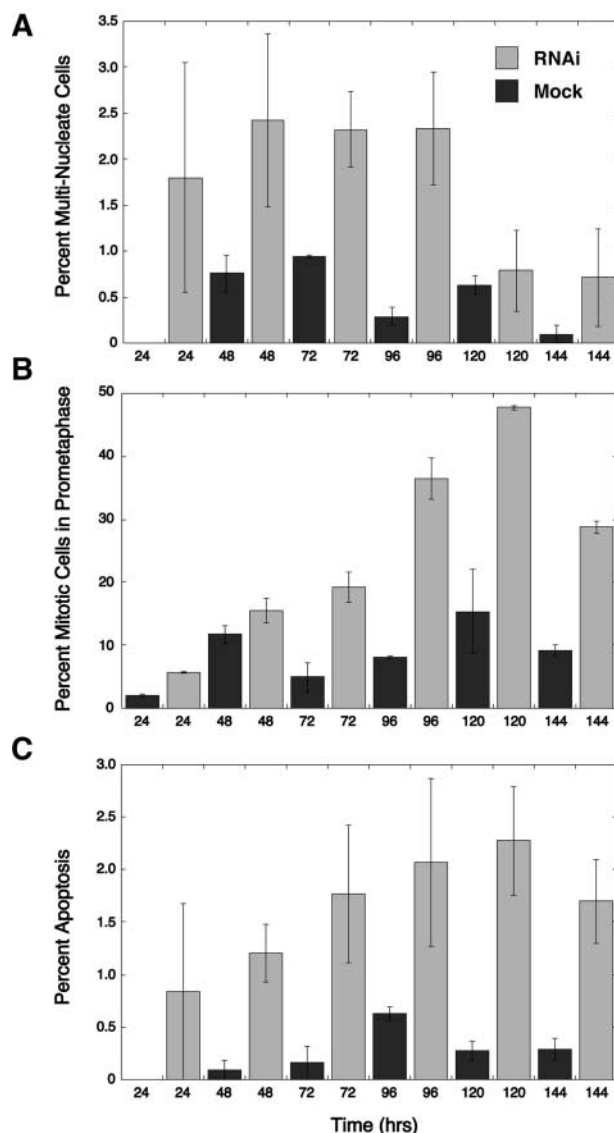 A
Percent Multi-Nucleate Cells
3.5
3.0
2.5
2.0
1.5
1.0
0.5
0
RNAi
Mock
24 24 48 48 72 72 96 96 120 120 144 144
B
Percent Mitotic Cells in Prometaphase
50
40
30
20
10
0
24 24 48 48 72 72 96 96 120 120 144 144
C
Percent Apoptosis
3.0
2.5
2.0
1.5
1.0
0.5
0
24 24 48 48 72 72 96 96 120 120 144 144
Time (hrs)